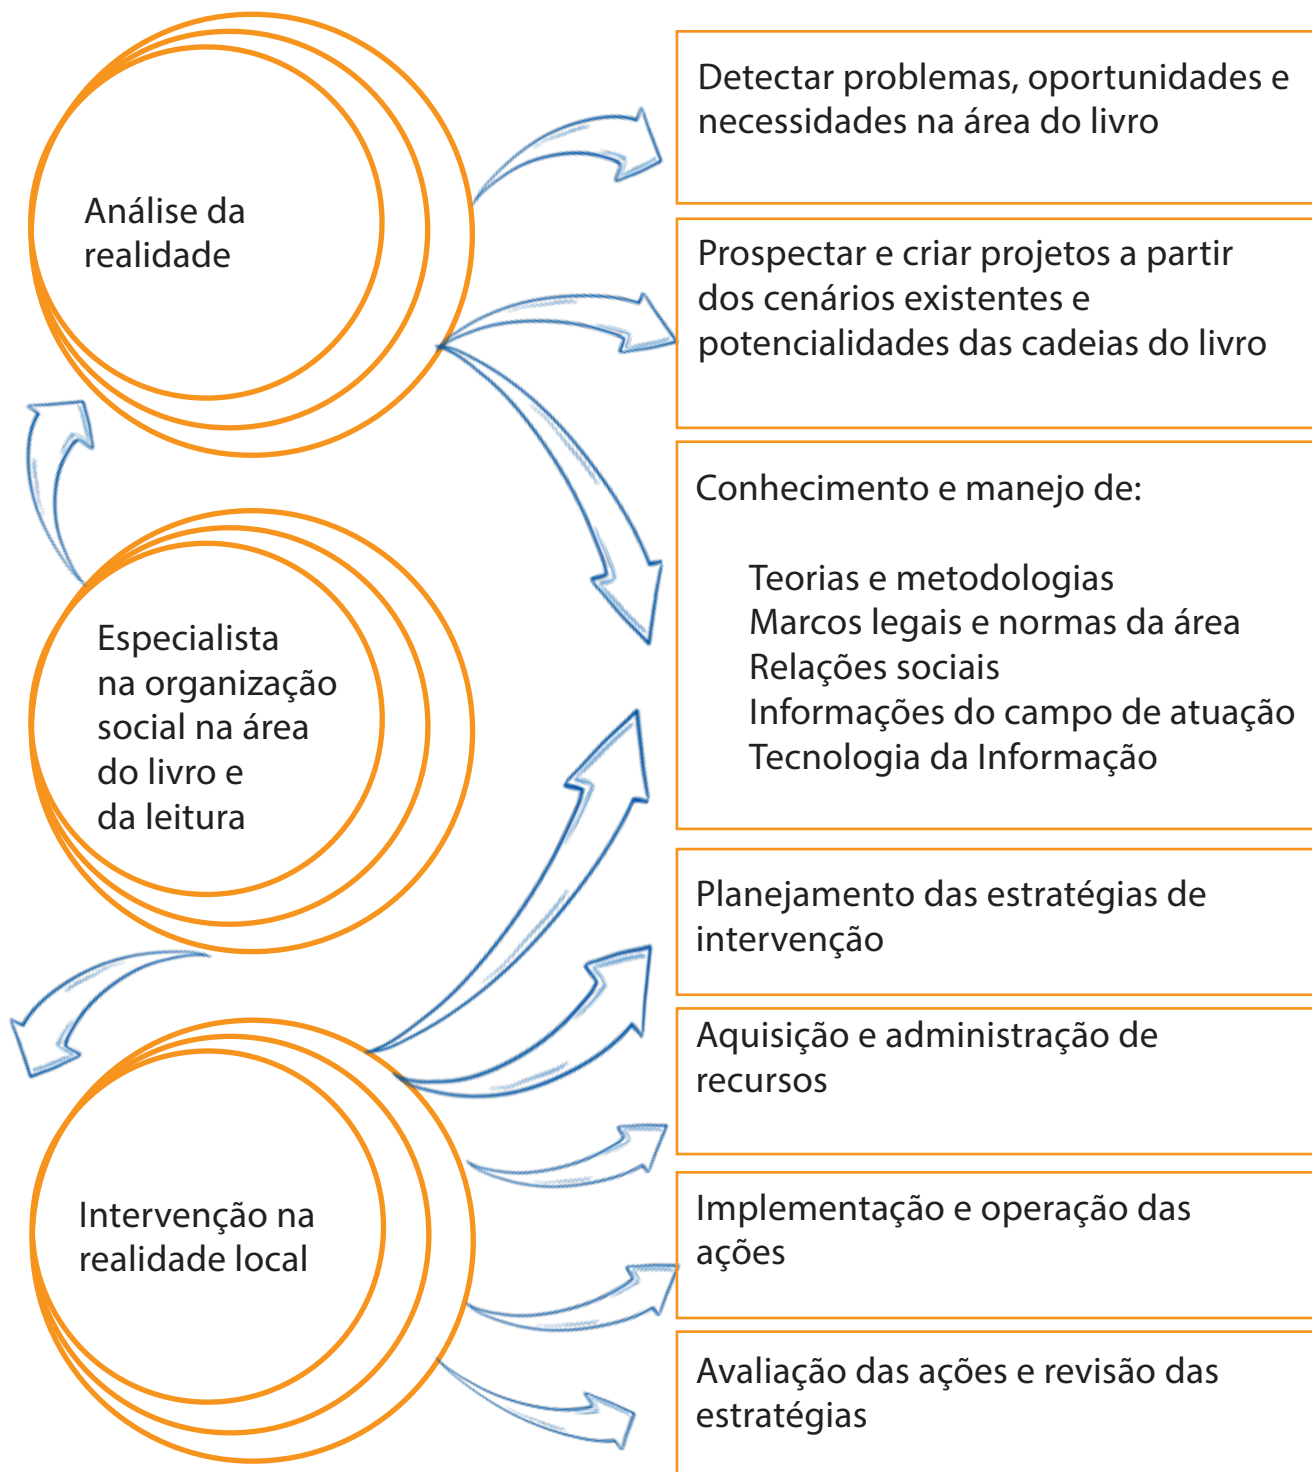 Análise da
realidade
Especialista
na organização
social na área
do livro e
da leitura
Intervenção na
realidade local
Detectar problemas, oportunidades e
necessidades na área do livro
Prospectar e criar projetos a partir
dos cenários existentes e
potencialidades das cadeias do livro
Conhecimento e manejo de:
Teorias e metodologias
Marcos legais e normas da área
Relações sociais
Informações do campo de atuação
Tecnologia da Informação
Planejamento das estratégias de
intervenção
Aquisição e administração de
recursos
Implementação e operação das
ações
Avaliação das ações e revisão das
estratégias